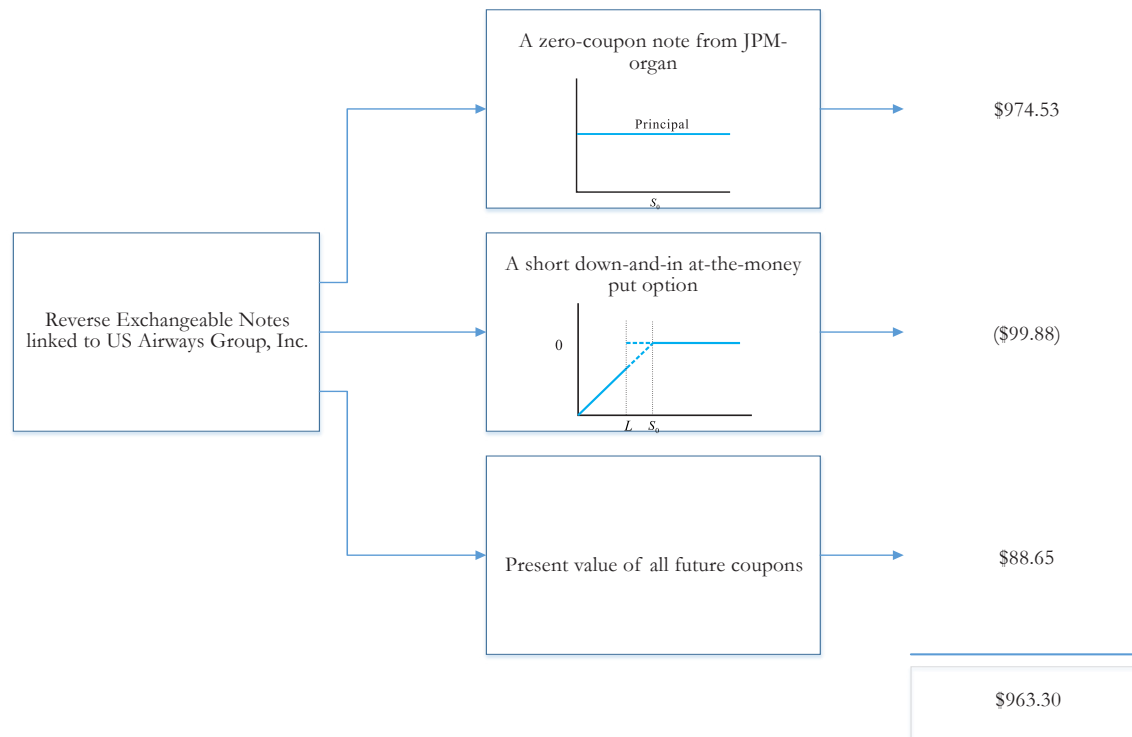 A zero-coupon note from JPM-
organ
Principal
S₀
$974.53
Reverse Exchangeable Notes
linked to US Airways Group, Inc.
A short down-and-in at-the-money
put option
0
L S₀
($99.88)
Present value of all future coupons
$88.65
$963.30